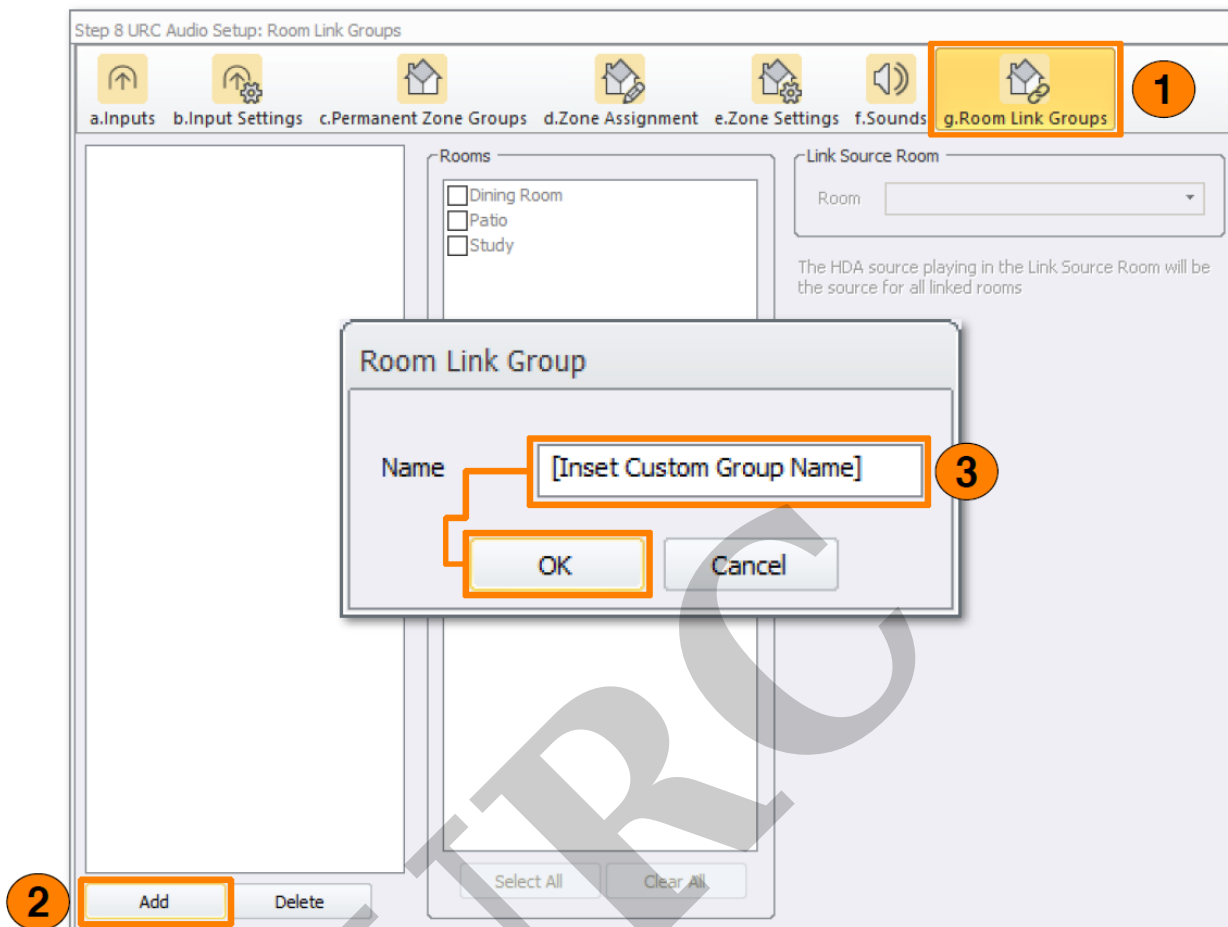 Step 8 URC Audio Setup: Room Link Groups
a.Inputs b.Input Settings c.Permanent Zone Groups d.Zone Assignment e.Zone Settings f.Sounds g.Room Link Groups
1
Rooms
Dining Room
Patio
Study
Link Source Room
Room
The HDA source playing in the Link Source Room will be
the source for all linked rooms
Room Link Group
Name
[Inset Custom Group Name]
3
OK Cancel
Select All Clear All
2
Add Delete
URC